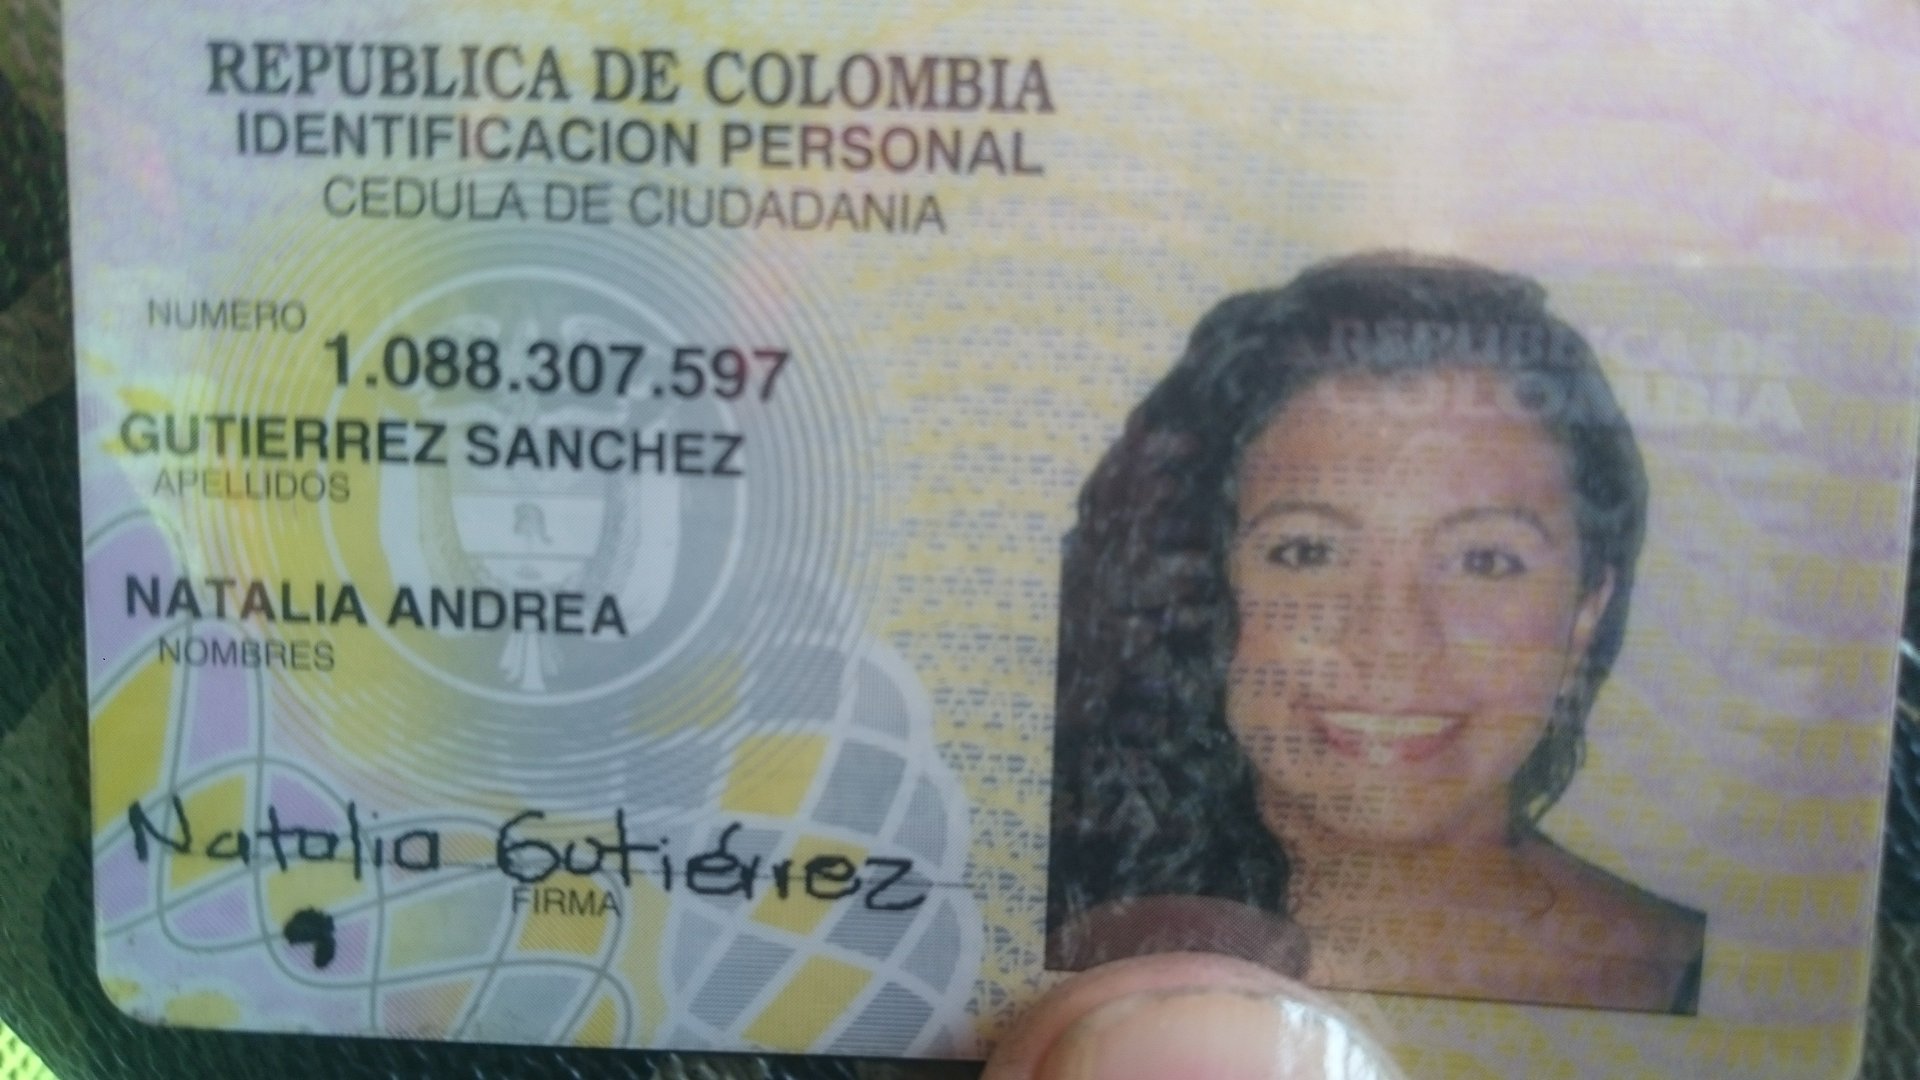 REPUBLICA DE COLOMBIA
IDENTIFICACION PERSONAL
CEDULA DE CIUDADANIA
NUMERO
1.088.307.597
GUTIERREZ SANCHEZ
APELLIDOS
NATALIA ANDREA
NOMBRES
Natalia Gutiérrez
FIRMA
REPUBLICA DE
COLOMBIA